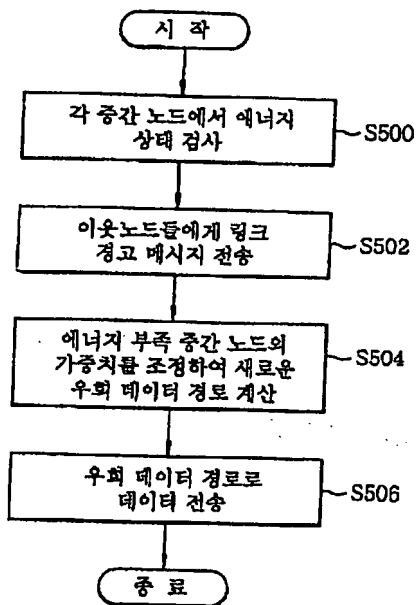 시 작
각 중간 노드에서 에너지
상태 검사
S500
이웃노드들에게 링크
경고 메시지 전송
S502
에너지 부족 중간 노드의
가중치를 조정하여 새로운
우회 데이터 경로 계산
S504
우회 데이터 경로로
데이터 전송
S506
종 료